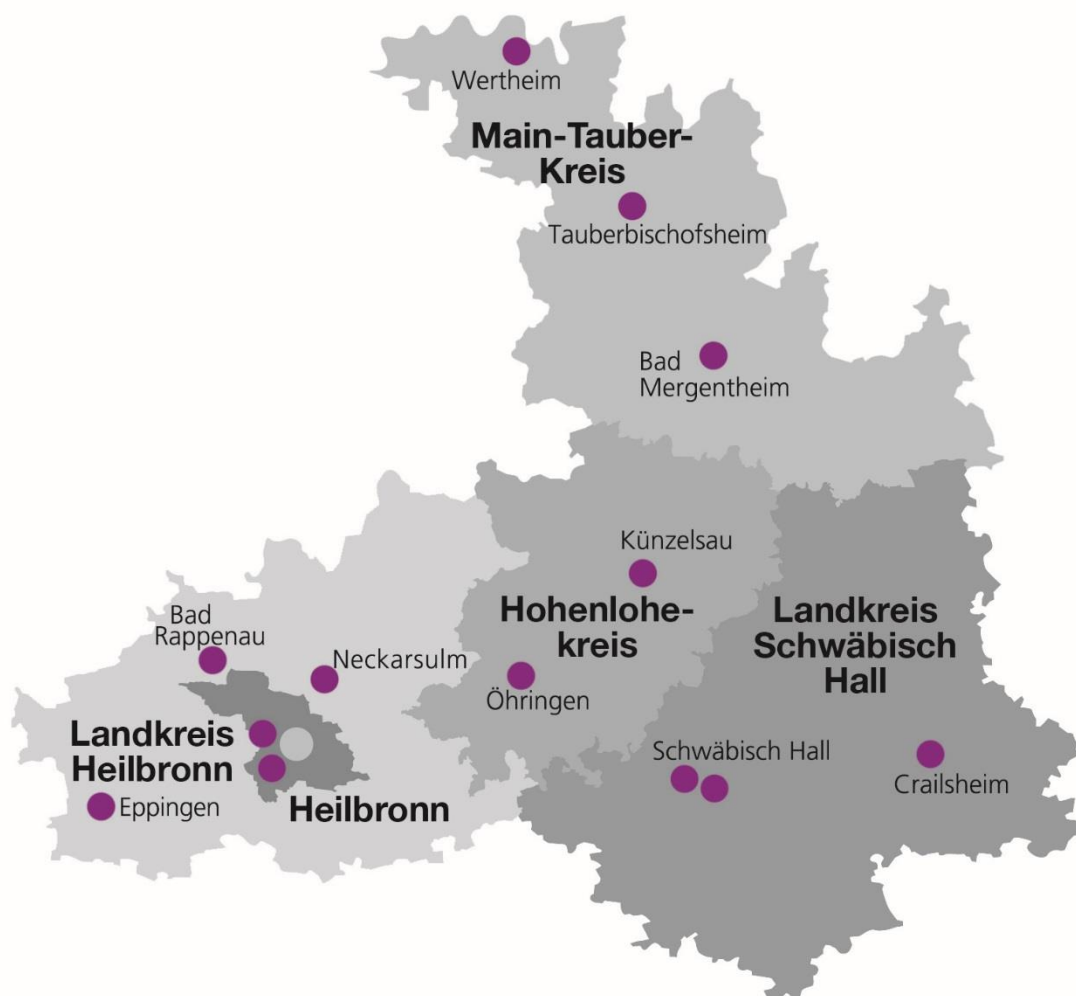 Wertheim
Main-Tauber-
Kreis
Tauberbischofsheim
Bad
Mergentheim
Künzelsau
Hohenlohe-
kreis
Landkreis
Schwäbisch
Hall
Bad
Rappenau
Neckarsulm
Öhringen
Landkreis
Heilbronn
Schwäbisch Hall
Crailsheim
Eppingen
Heilbronn